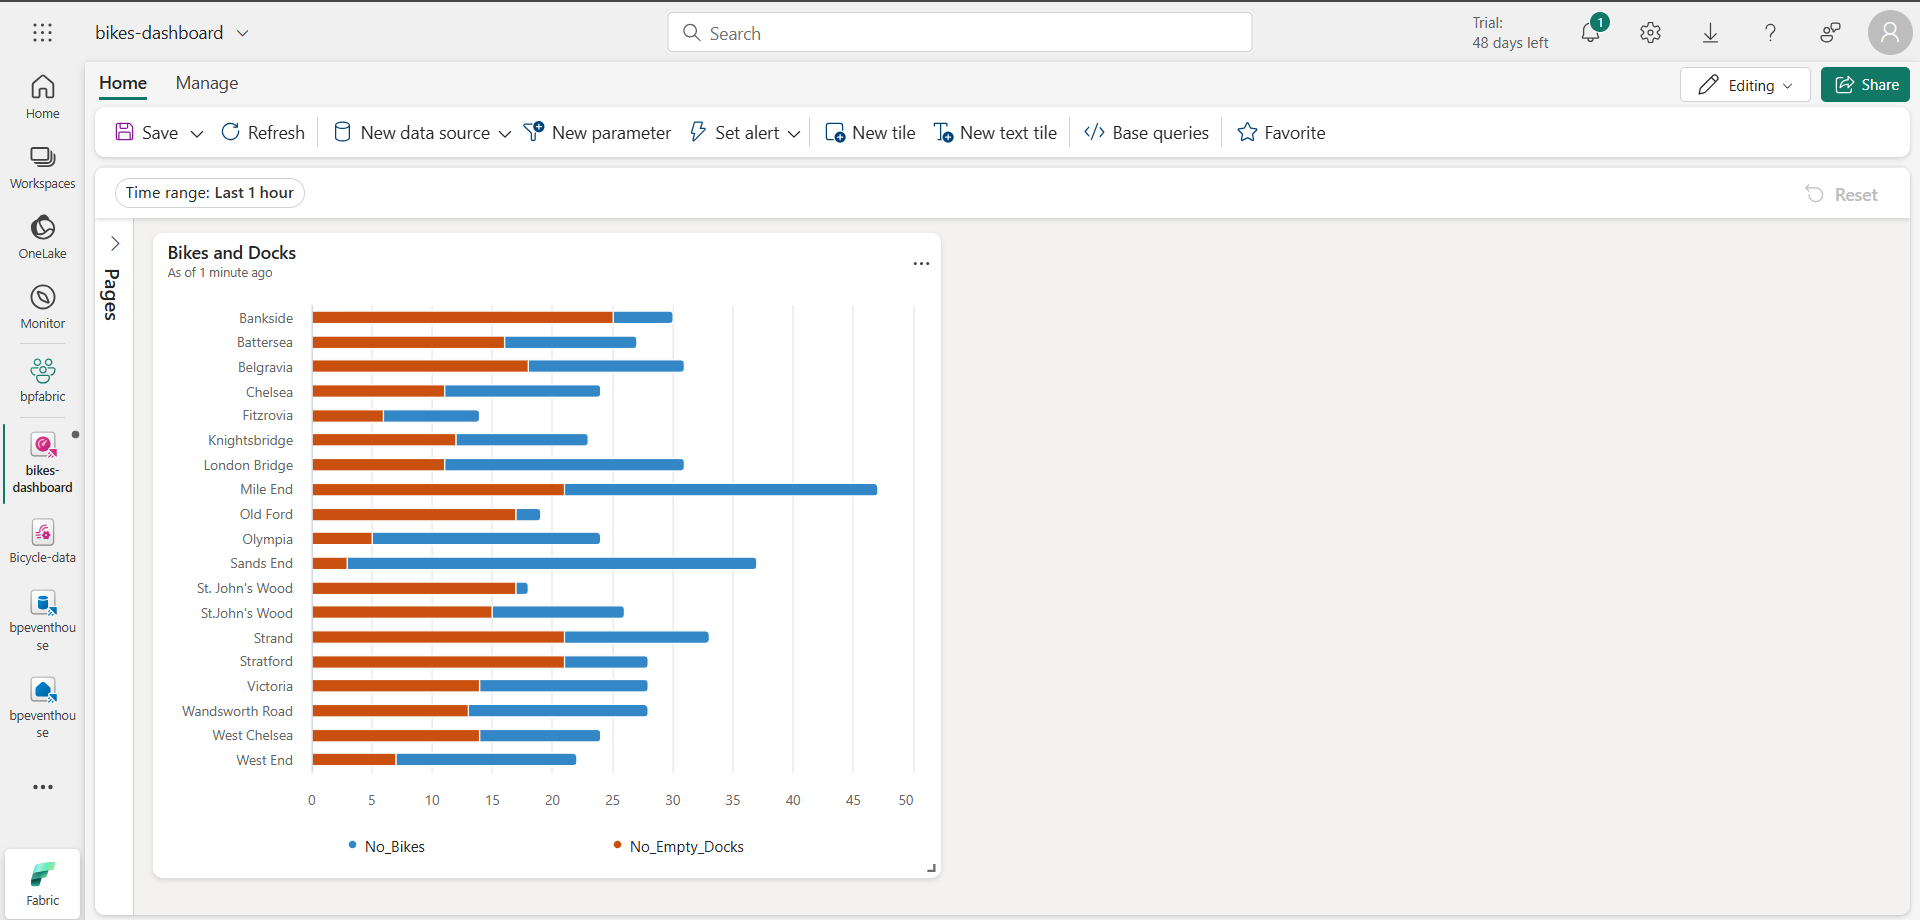 bikes-dashboard
Search
Trial:
48 days left
1
Home
Manage
Editing
Share
Save
Refresh
New data source
New parameter
Set alert
New tile
New text tile
Base queries
Favorite
Time range: Last 1 hour
Reset
Home
Workspaces
OneLake
Monitor
bpfabric
bikes-
dashboard
Bicycle-data
bpeventhou
se
bpeventhou
se
Fabric
Pages
Bikes and Docks
As of 1 minute ago
Bankside
Battersea
Belgravia
Chelsea
Fitzrovia
Knightsbridge
London Bridge
Mile End
Old Ford
Olympia
Sands End
St. John's Wood
St.John's Wood
Strand
Stratford
Victoria
Wandsworth Road
West Chelsea
West End
0 5 10 15 20 25 30 35 40 45 50
No_Bikes
No_Empty_Docks